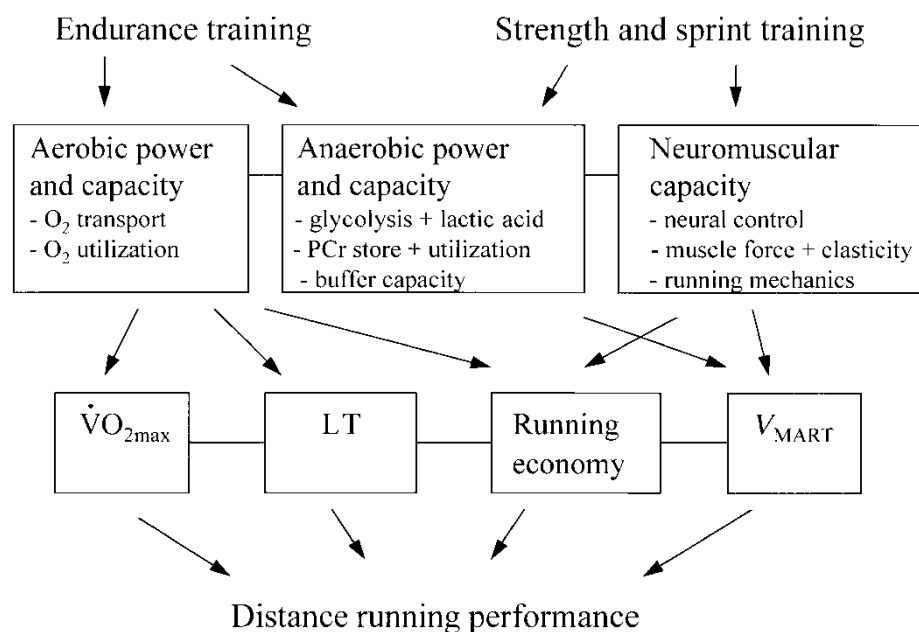 Endurance training
Strength and sprint training
Aerobic power
and capacity
- O₂ transport
- O₂ utilization
Anaerobic power
and capacity
- glycolysis + lactic acid
- PCr store + utilization
- buffer capacity
Neuromuscular
capacity
- neural control
- muscle force + elasticity
- running mechanics
V̇O₂max
LT
Running
economy
V_MART
Distance running performance